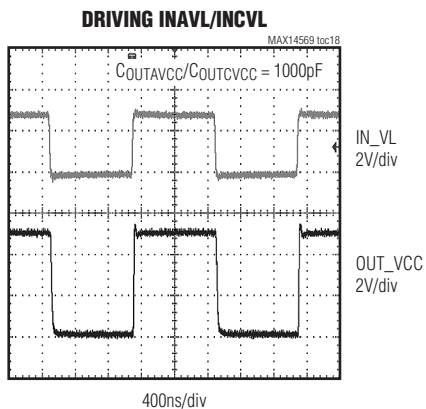 DRIVING INAVL/INCVL
MAX14569 toc18
COUTAVCC/COUTCVCC = 1000pF
IN_VL
2V/div
OUT_VCC
2V/div
400ns/div